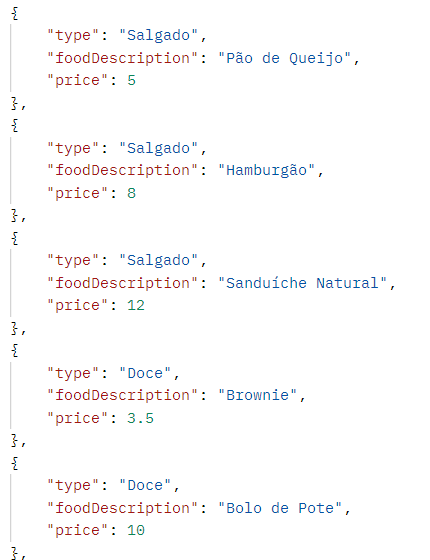 {
"type": "Salgado",
"foodDescription": "Pão de Queijo",
"price": 5
},
{
"type": "Salgado",
"foodDescription": "Hamburgão",
"price": 8
},
{
"type": "Salgado",
"foodDescription": "Sanduíche Natural",
"price": 12
},
{
"type": "Doce",
"foodDescription": "Brownie",
"price": 3.5
},
{
"type": "Doce",
"foodDescription": "Bolo de Pote",
"price": 10
},